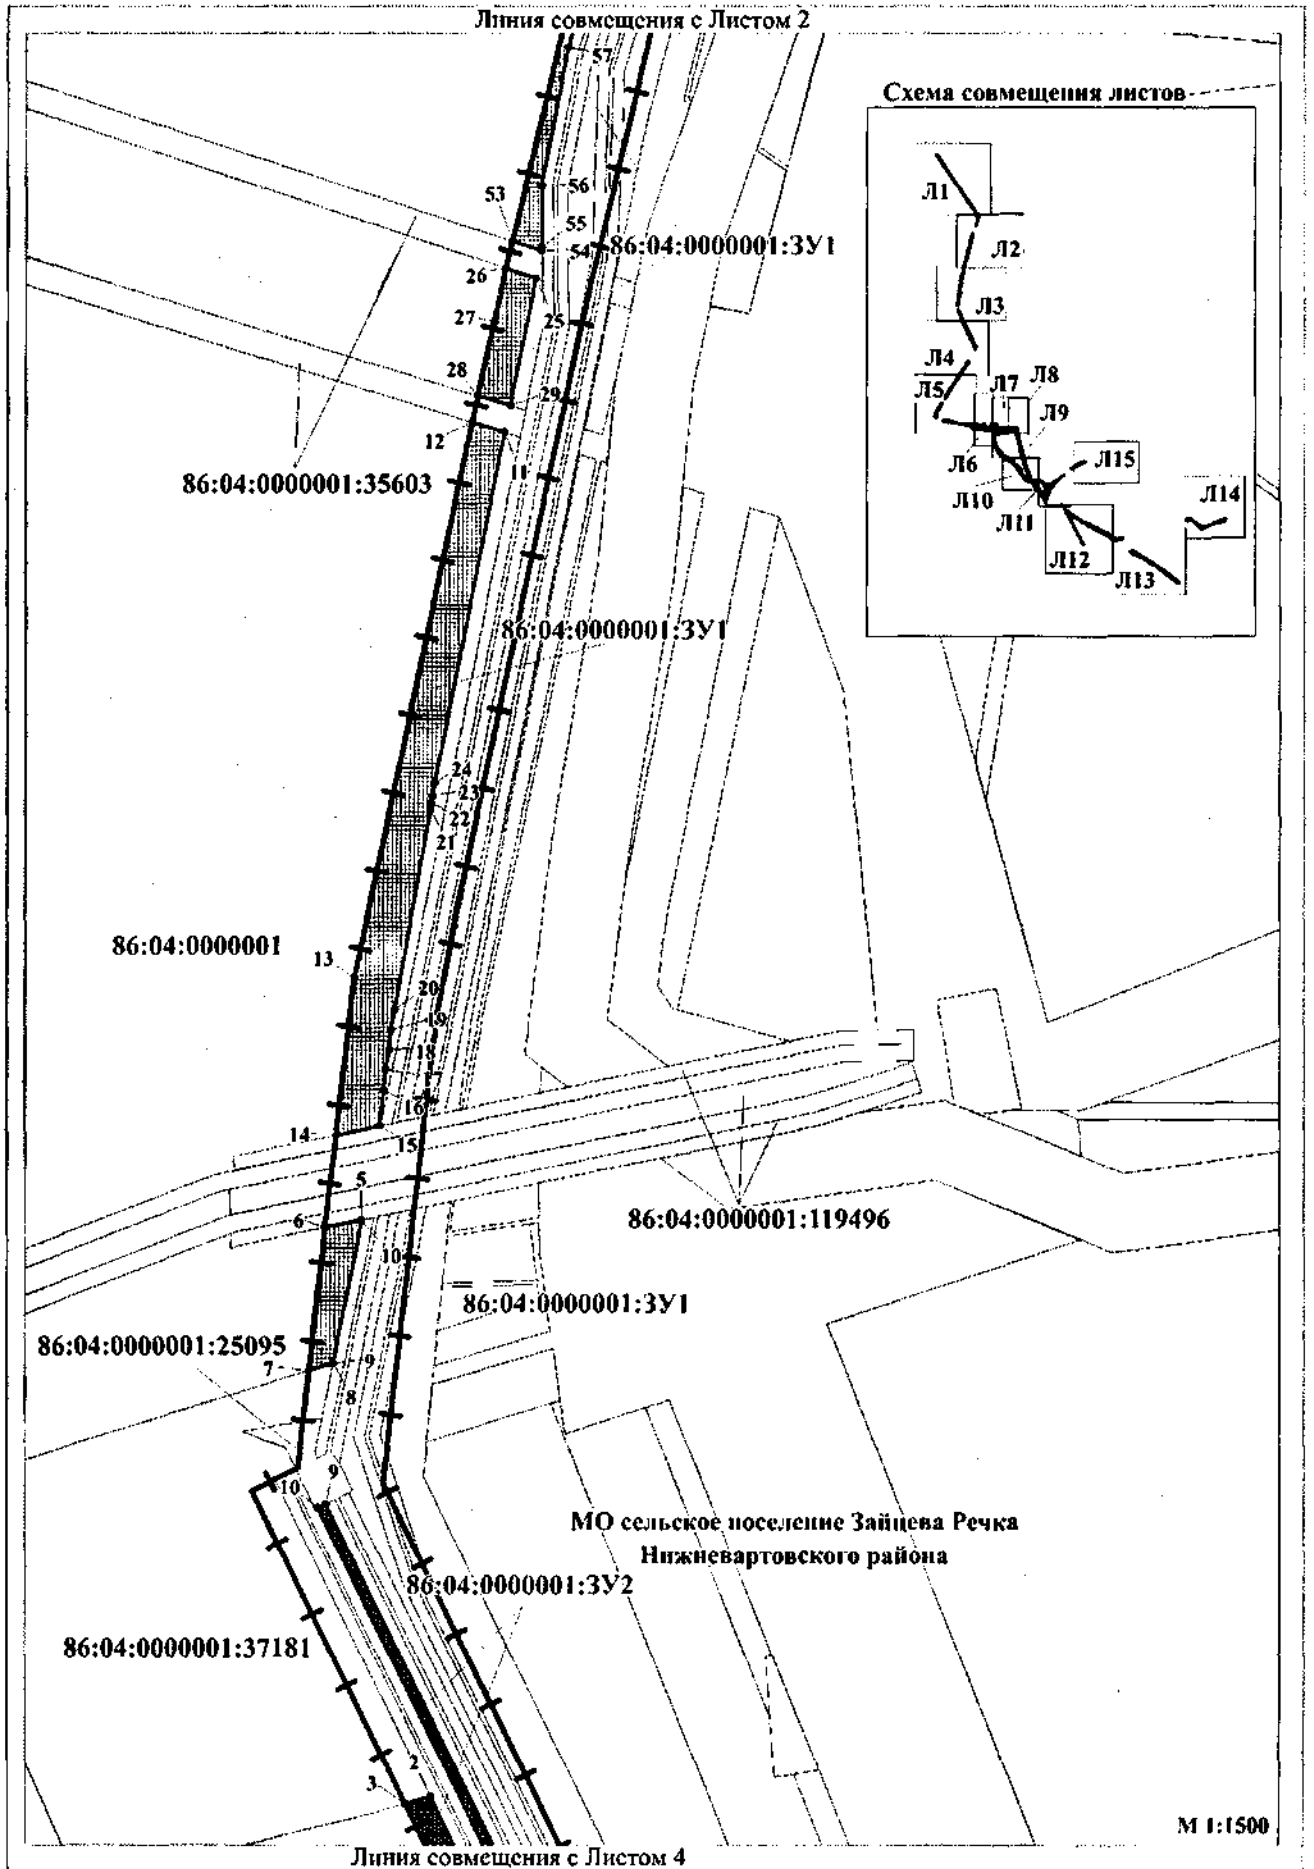 Линия совмещения с Листом 2
57
Схема совмещения листов
Л1
Л2
Л3
Л4
Л5
Л7
Л8
Л9
Л6
Л10
Л11
Л15
Л14
Л12
Л13
56
53
55
54
86:04:0000001:ЗУ1
26
27
25
28
29
12
11
86:04:0000001:35603
86:04:0000001:ЗУ1
24
23
22
21
86:04:0000001
13
20
19
18
17
16
14
15
5
6
86:04:0000001:119496
10
86:04:0000001:ЗУ1
86:04:0000001:25095
7
9
8
9
10
МО сельское поселение Зайцева Речка
Нижневартовского района
86:04:0000001:ЗУ2
86:04:0000001:37181
2
3
М 1:1500
Линия совмещения с Листом 4